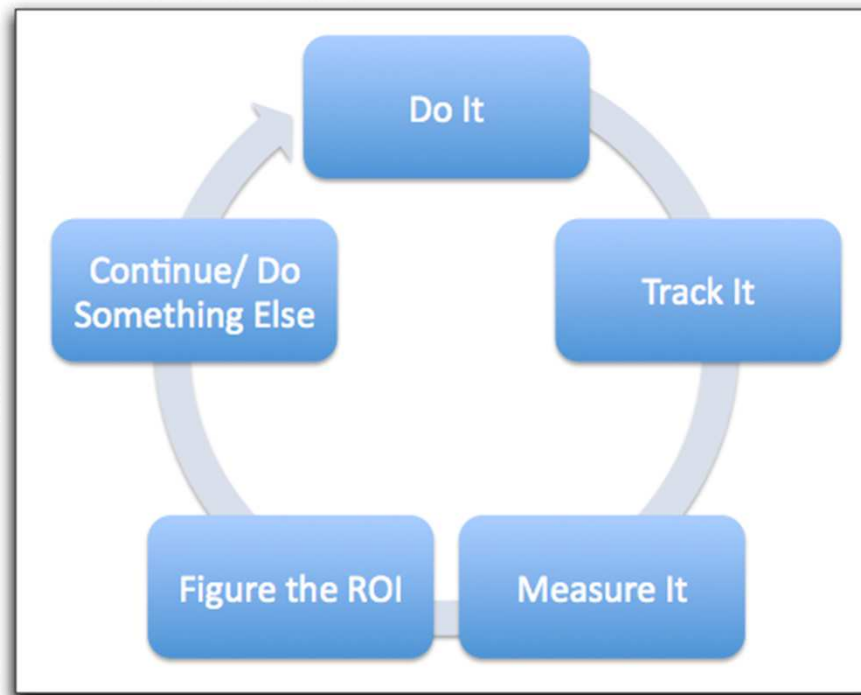 Do It
Track It
Measure It
Figure the ROI
Continue/ Do
Something Else